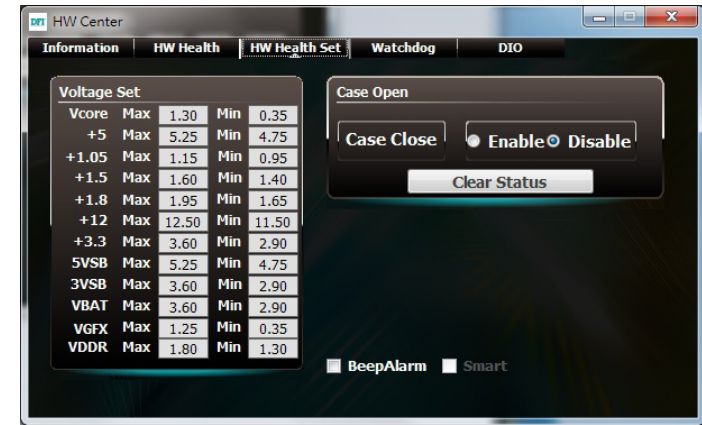 DFI HW Center
Information HW Health HW Health Set Watchdog DIO
Voltage Set
Vcore Max 1.30 Min 0.35
+5 Max 5.25 Min 4.75
+1.05 Max 1.15 Min 0.95
+1.5 Max 1.60 Min 1.40
+1.8 Max 1.95 Min 1.65
+12 Max 12.50 Min 11.50
+3.3 Max 3.60 Min 2.90
5VSB Max 5.25 Min 4.75
3VSB Max 3.60 Min 2.90
VBAT Max 3.60 Min 2.90
VGFX Max 1.25 Min 0.35
VDDR Max 1.80 Min 1.30
Case Open
Case Close Enable Disable
Clear Status
BeepAlarm Smart